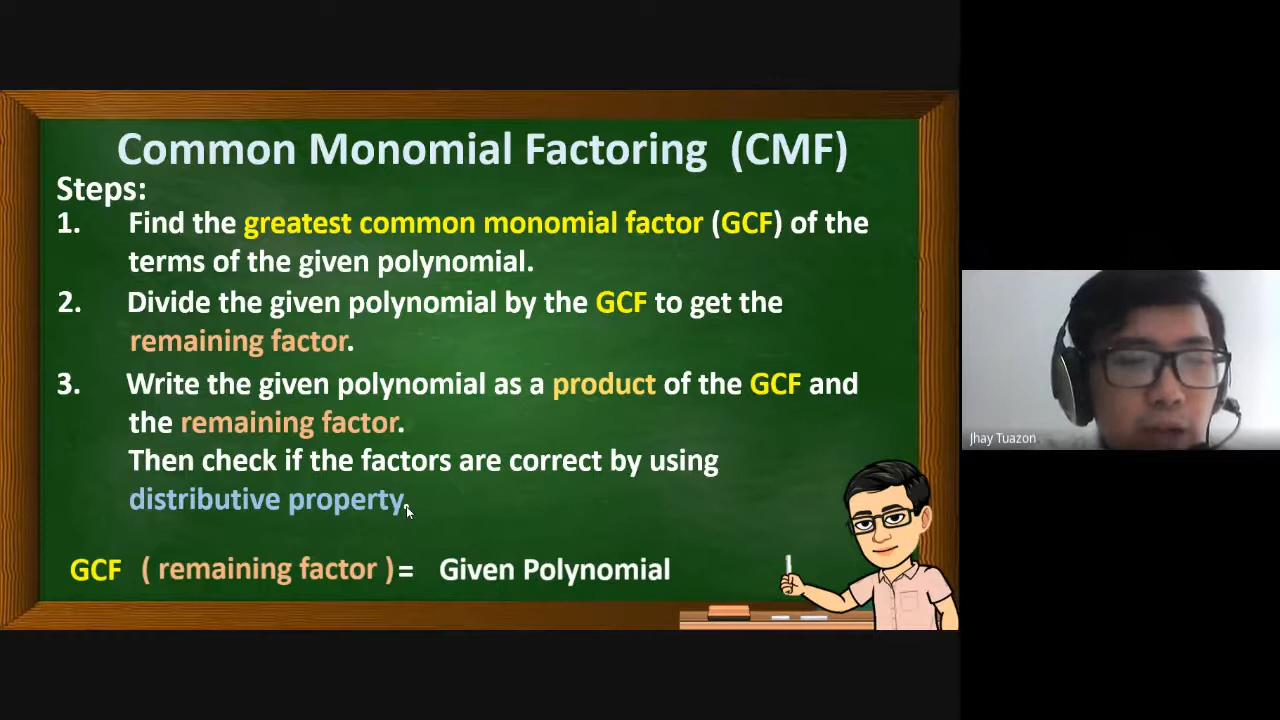 Common Monomial Factoring (CMF)
Steps:
1. Find the greatest common monomial factor (GCF) of the
terms of the given polynomial.
2. Divide the given polynomial by the GCF to get the
remaining factor.
3. Write the given polynomial as a product of the GCF and
the remaining factor.
Then check if the factors are correct by using
distributive property.
GCF ( remaining factor ) = Given Polynomial
Jhay Tuazon